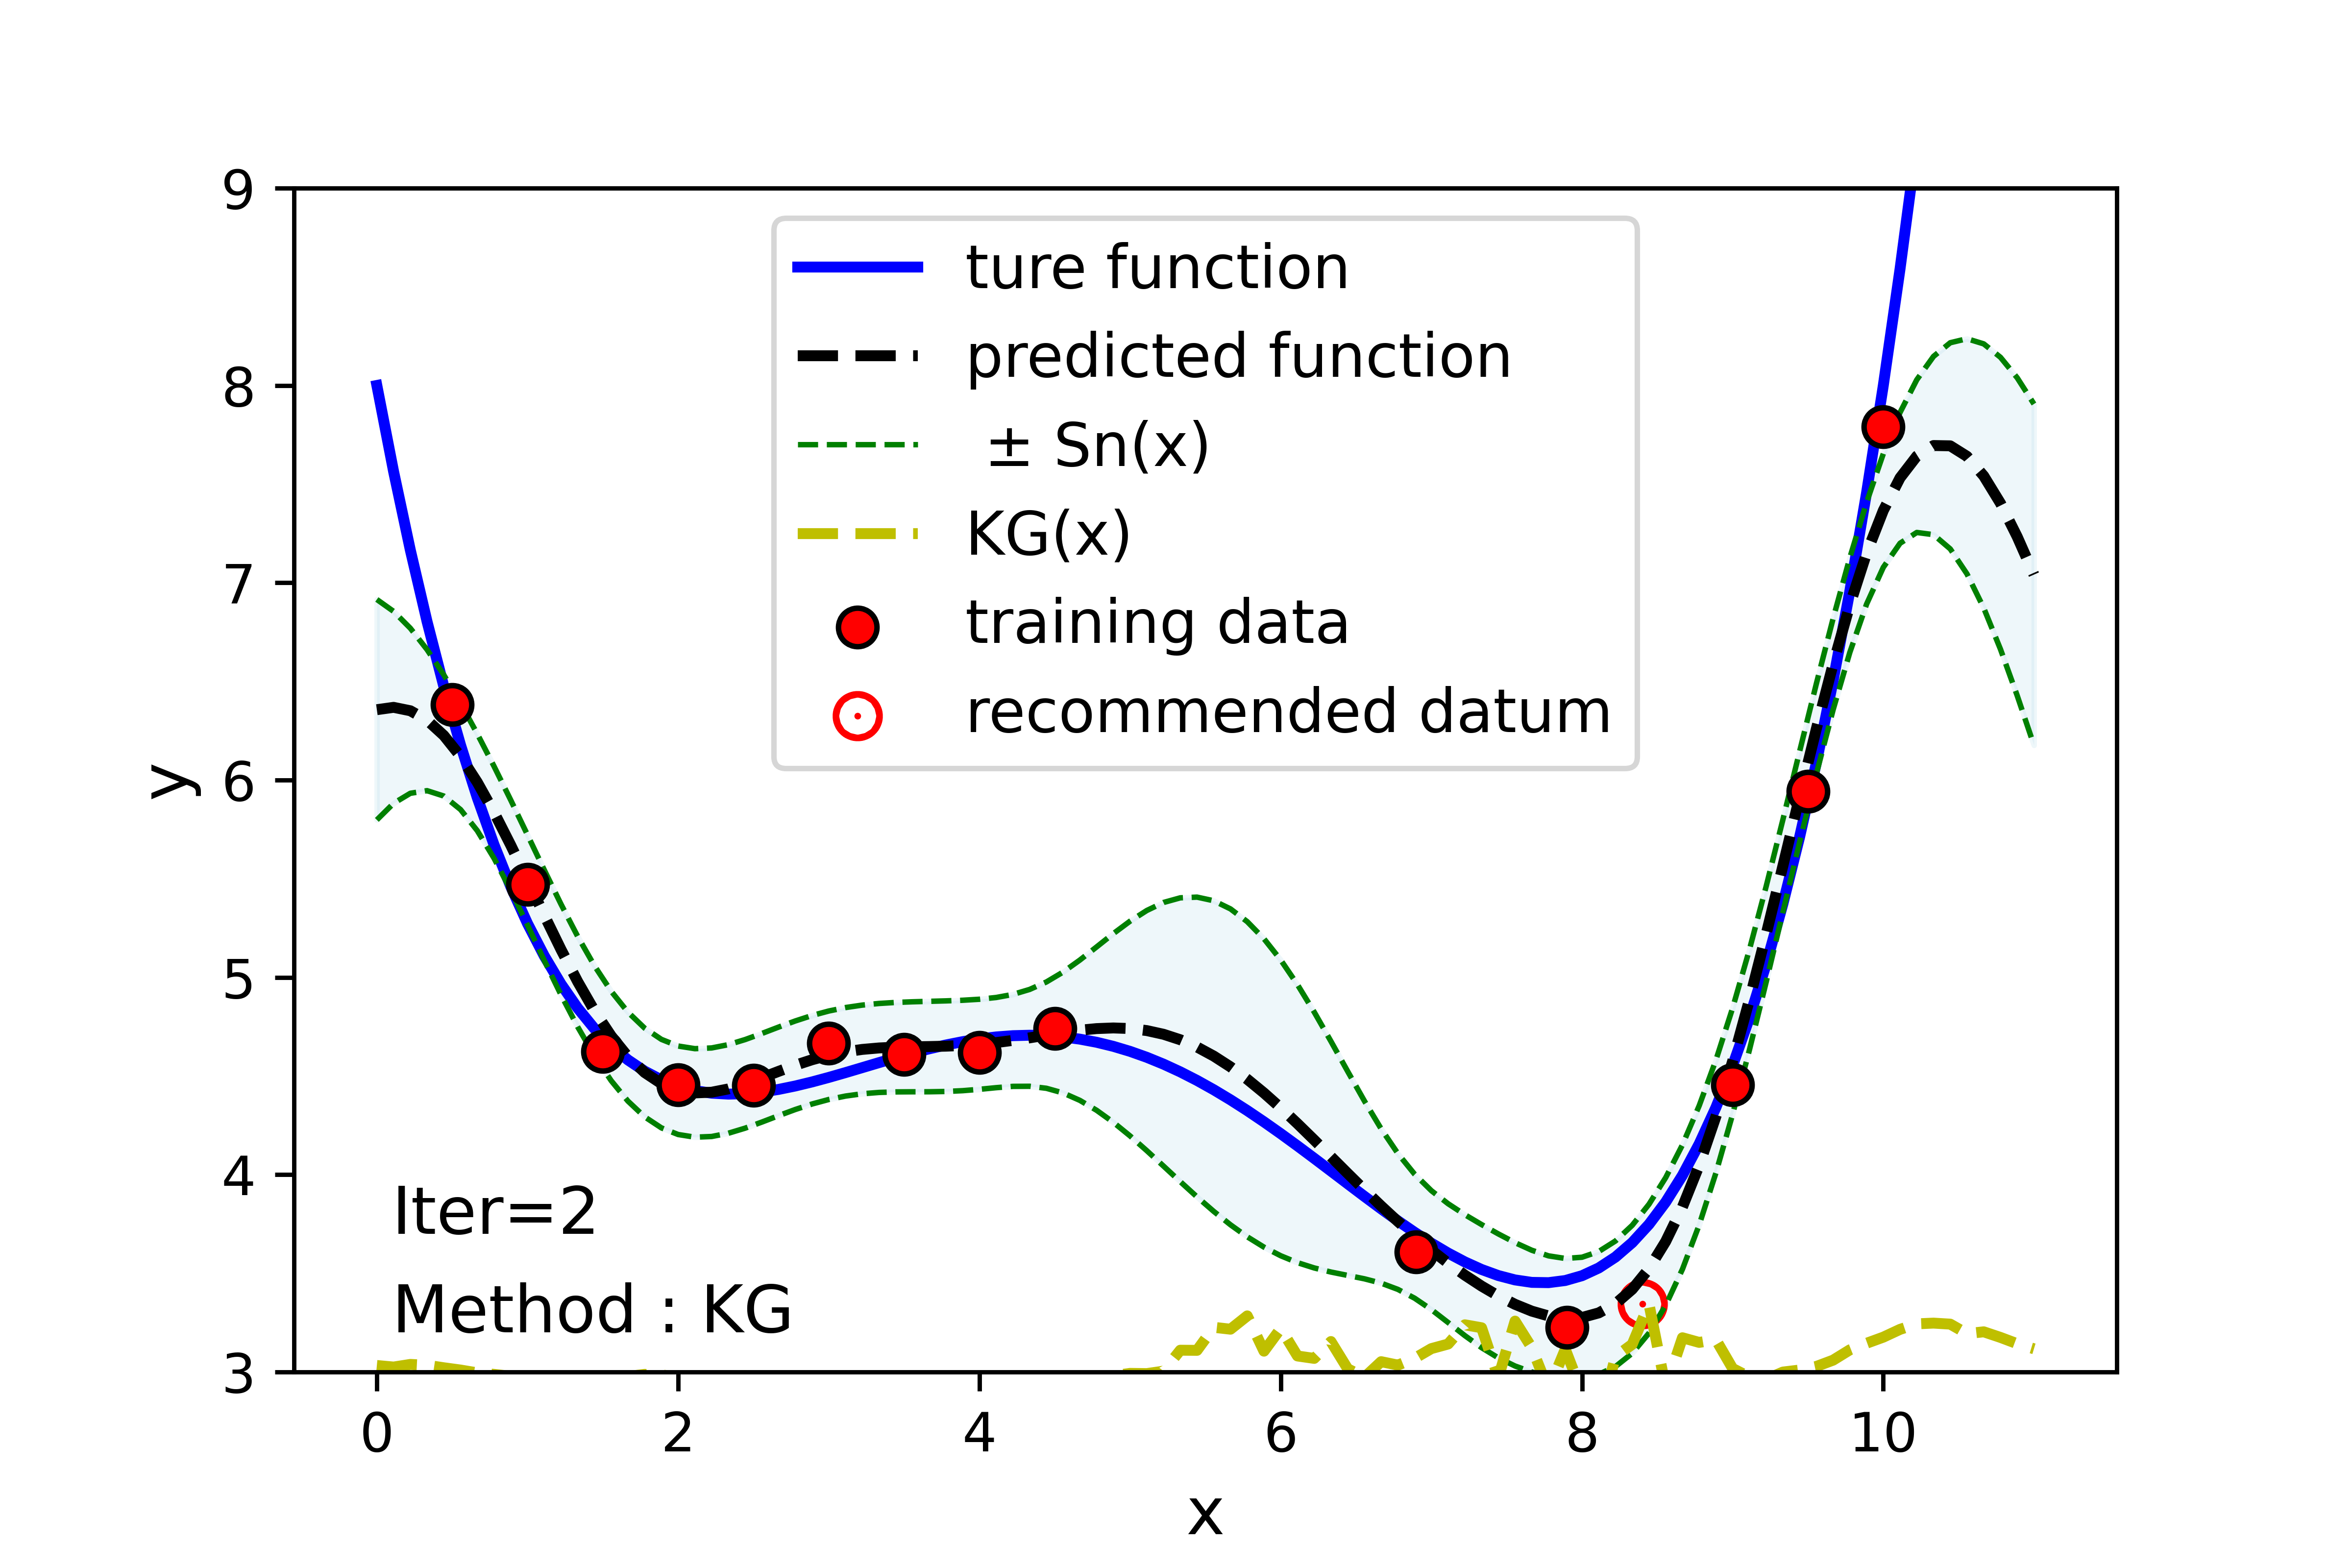 9
8
7
6
5
4
3
y
ture function
predicted function
± Sn(x)
KG(x)
training data
recommended datum
Iter=2
Method : KG
0 2 4 6 8 10
x